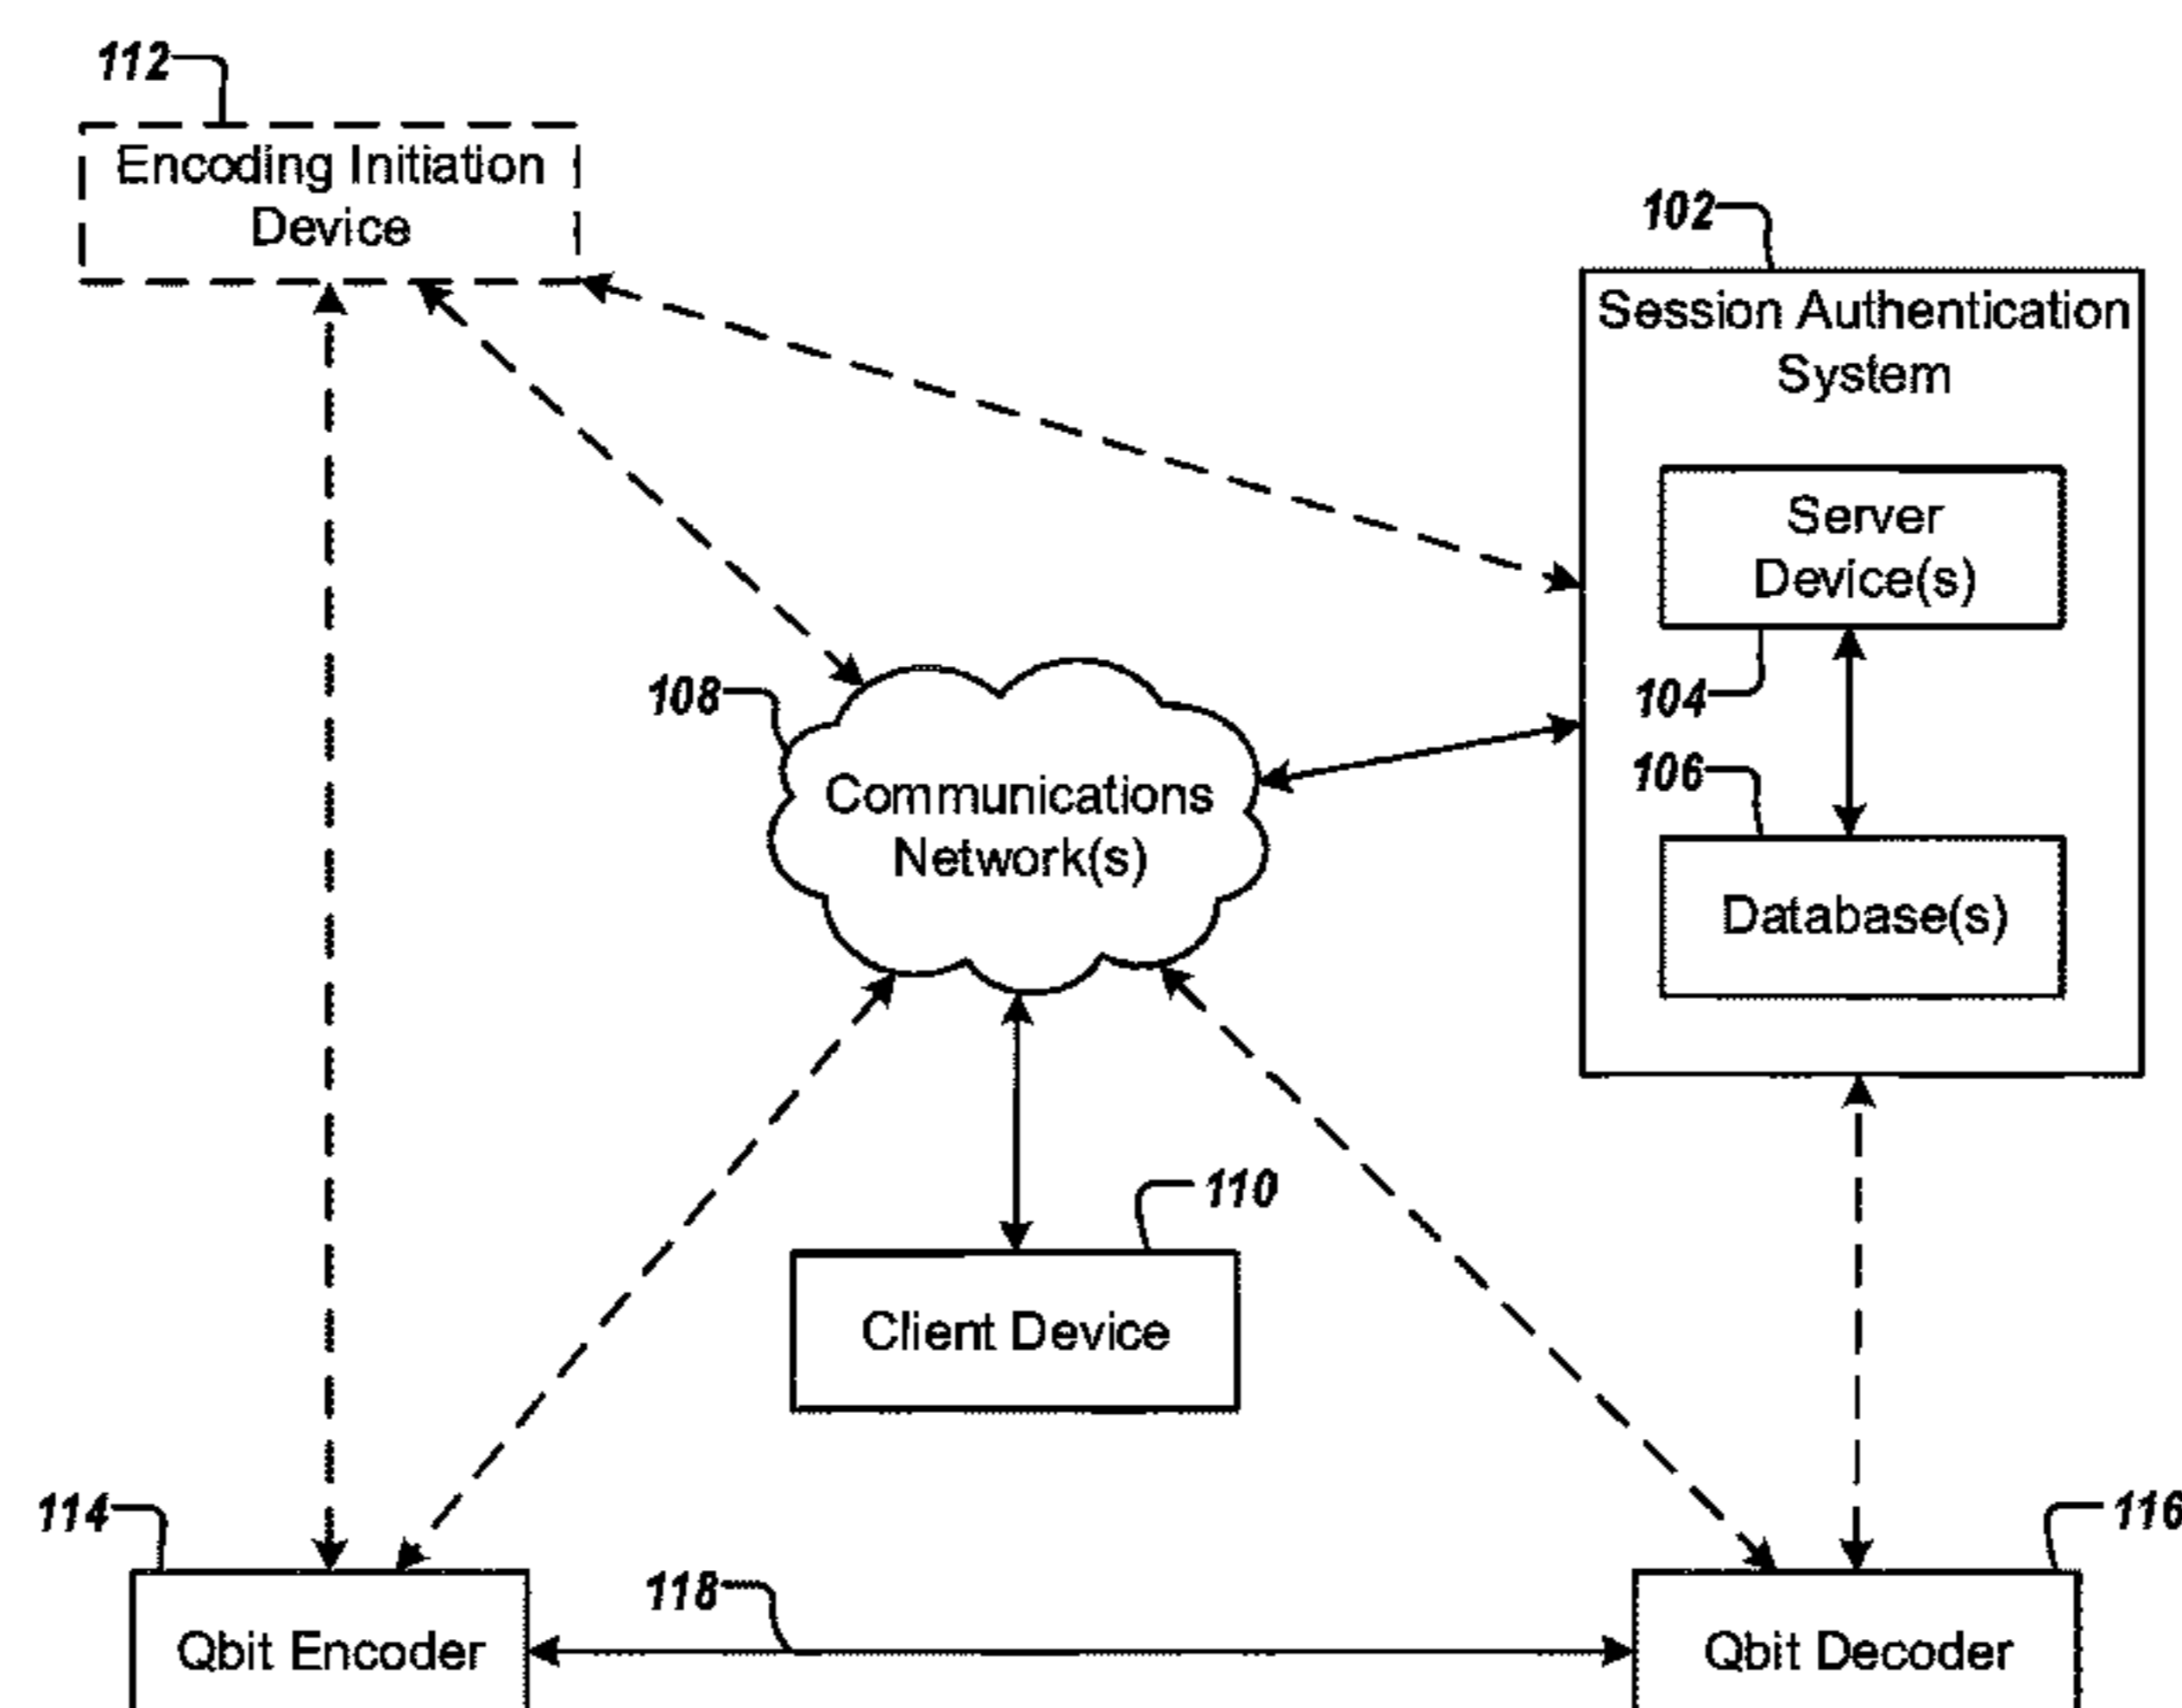 112
Encoding Initiation
Device
102
Session Authentication
System
Server
Device(s)
104
108
106
Communications
Network(s)
Database(s)
110
Client Device
114
116
118
Qbit Encoder
Qbit Decoder